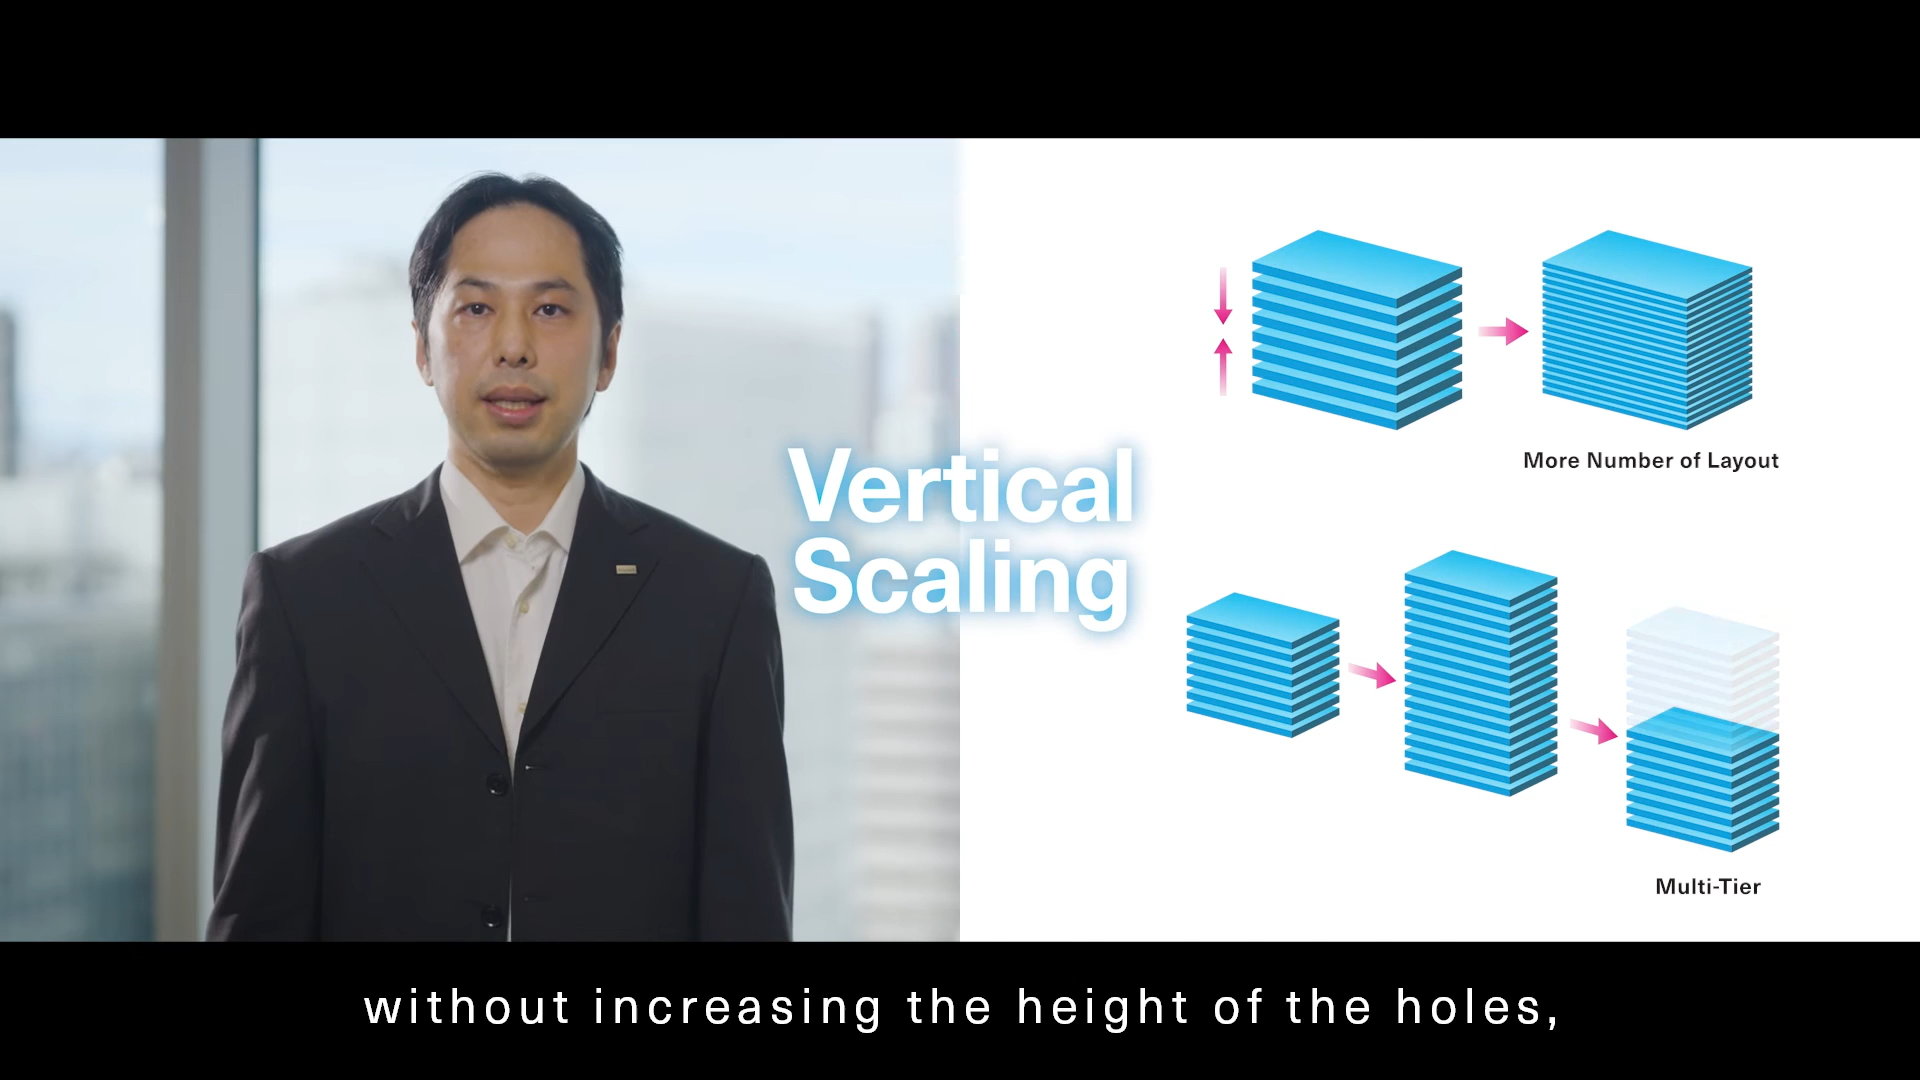 Vertical
Scaling
More Number of Layout
Multi-Tier
without increasing the height of the holes,